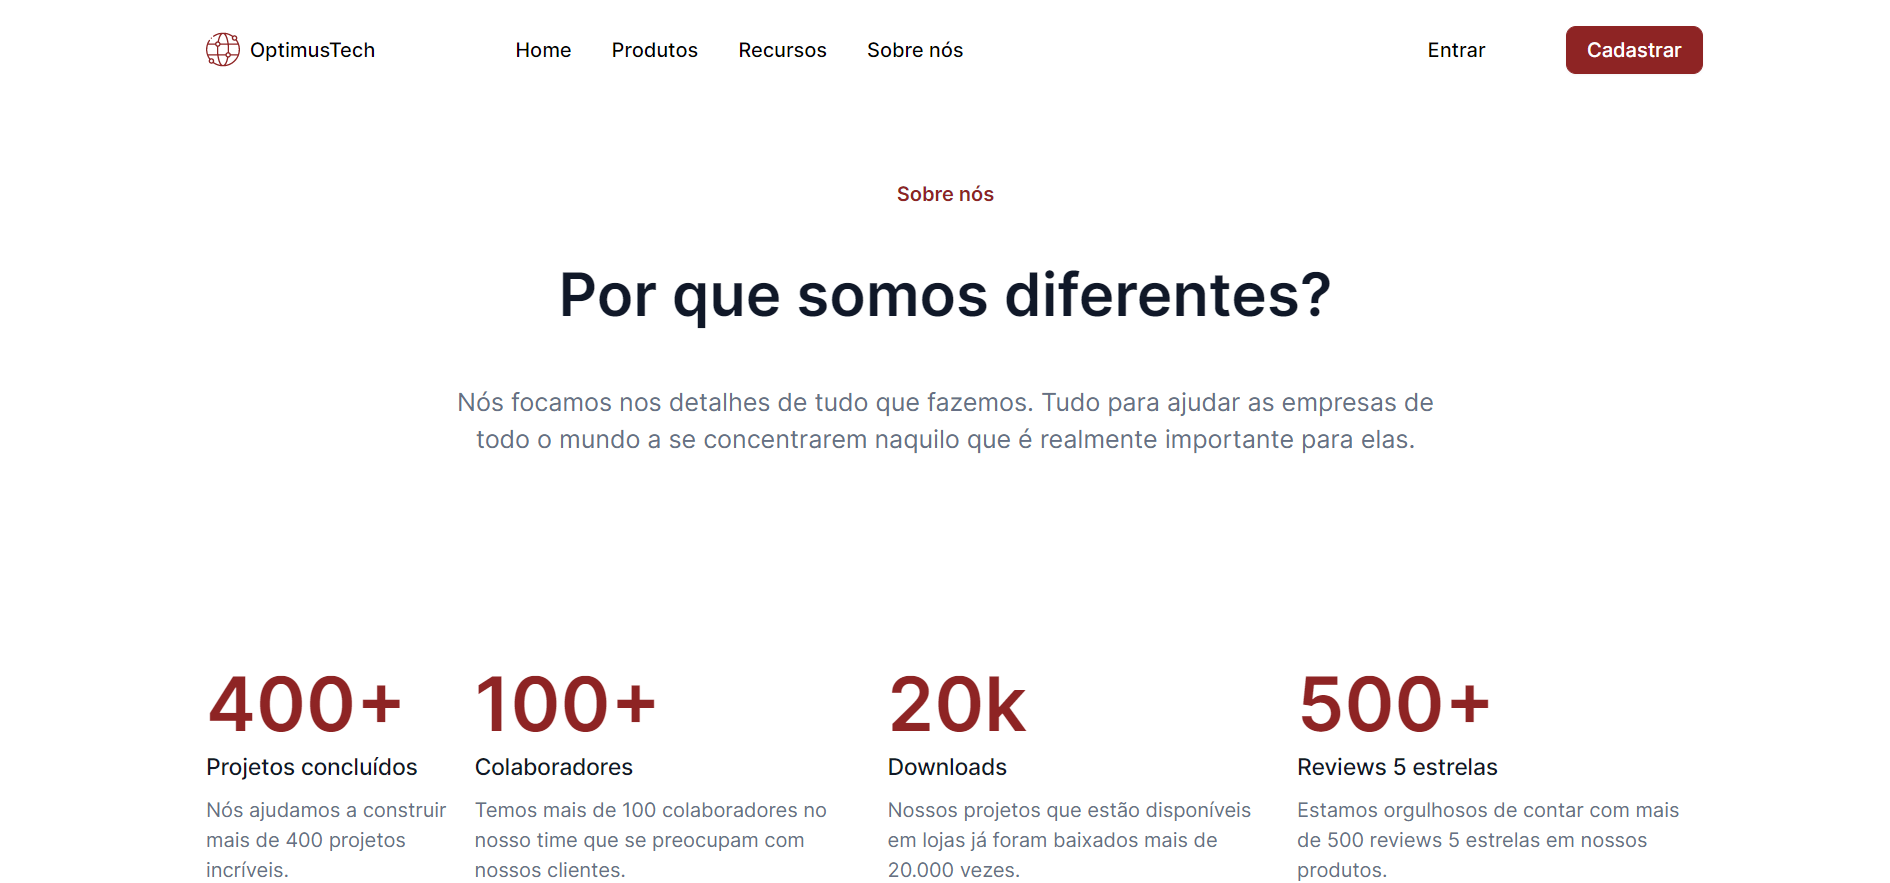 OptimusTech Home Produtos Recursos Sobre nós Entrar Cadastrar
Sobre nós
Por que somos diferentes?
Nós focamos nos detalhes de tudo que fazemos. Tudo para ajudar as empresas de
todo o mundo a se concentrarem naquilo que é realmente importante para elas.
400+
Projetos concluídos
Nós ajudamos a construir
mais de 400 projetos
incríveis.
100+
Colaboradores
Temos mais de 100 colaboradores no
nosso time que se preocupam com
nossos clientes.
20k
Downloads
Nossos projetos que estão disponíveis
em lojas já foram baixados mais de
20.000 vezes.
500+
Reviews 5 estrelas
Estamos orgulhosos de contar com mais
de 500 reviews 5 estrelas em nossos
produtos.